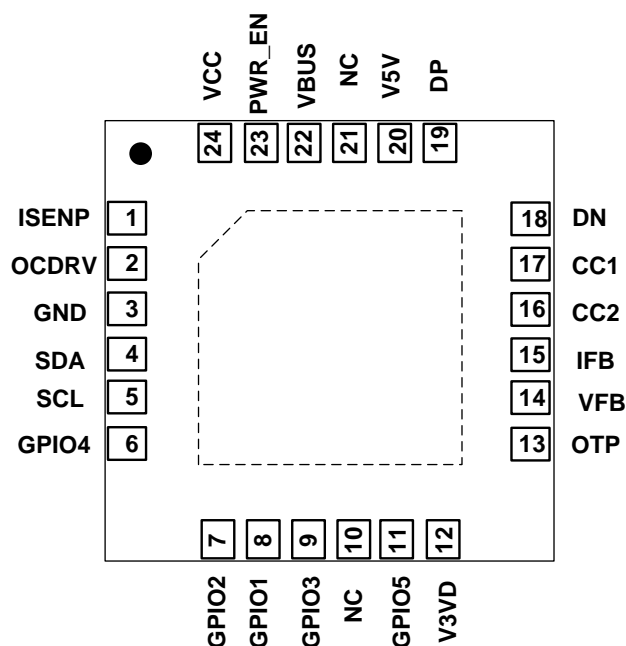 VCC
PWR_EN
VBUS
NC
V5V
DP
24
23
22
21
20
19
ISENP 1
18 DN
OCDRV 2
17 CC1
GND 3
16 CC2
SDA 4
15 IFB
SCL 5
14 VFB
GPIO4 6
13 OTP
7
8
9
10
11
12
GPIO2
GPIO1
GPIO3
NC
GPIO5
V3VD